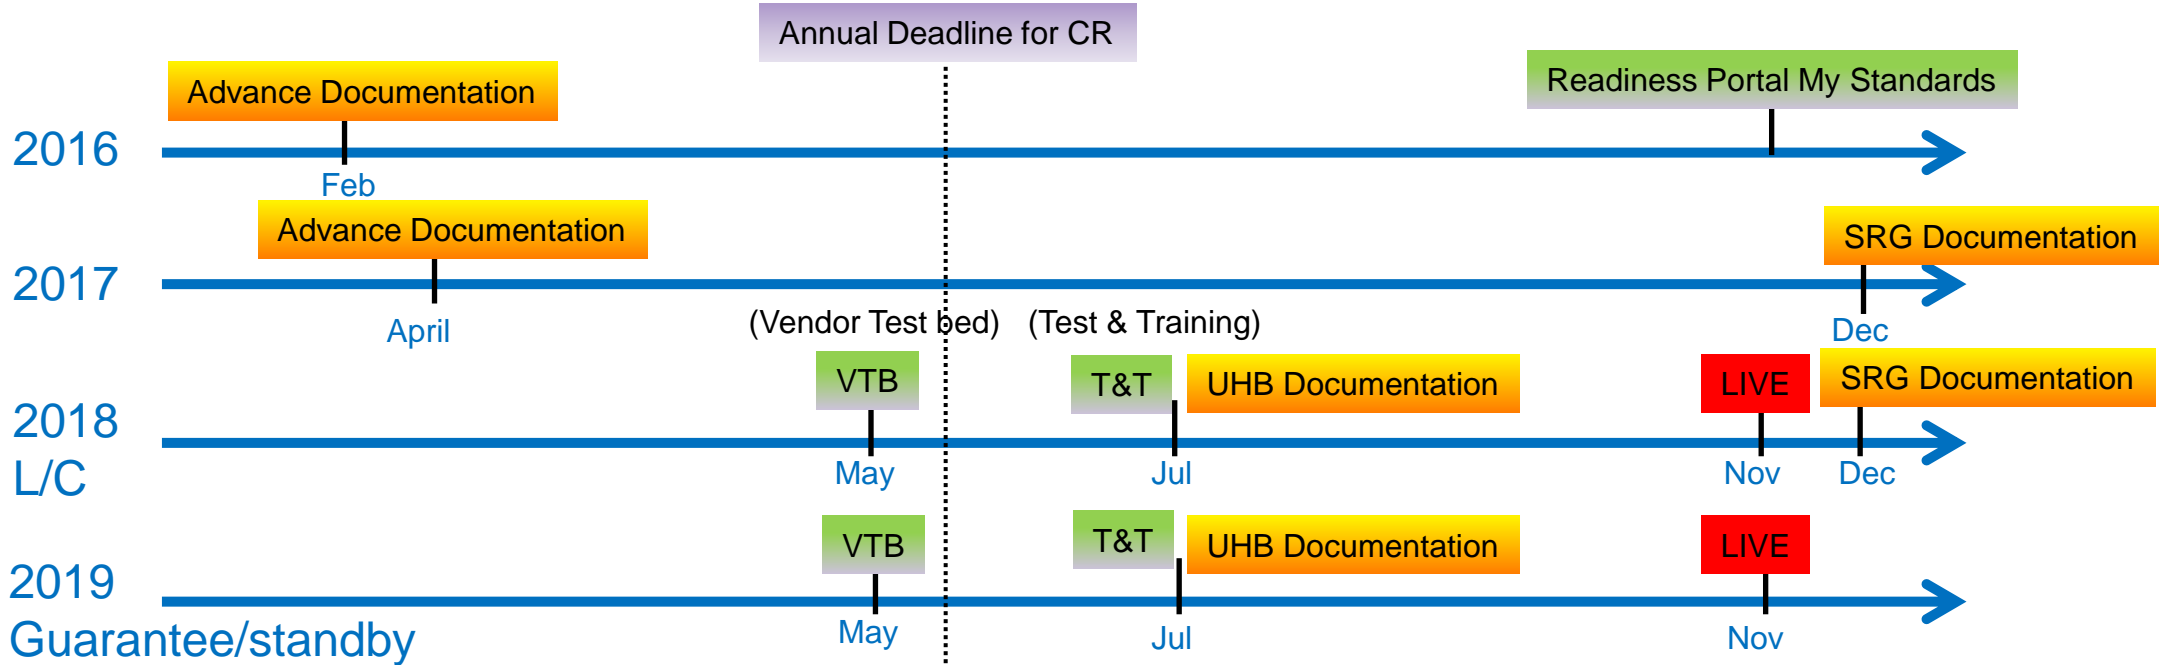 Annual Deadline for CR
Advance Documentation
Readiness Portal My Standards
2016
Feb
Advance Documentation
SRG Documentation
2017
April
Dec
(Vendor Test bed)
(Test & Training)
VTB
T&T
UHB Documentation
LIVE
SRG Documentation
2018
L/C
May
Jul
Nov
Dec
VTB
T&T
UHB Documentation
LIVE
2019
Guarantee/standby
May
Jul
Nov